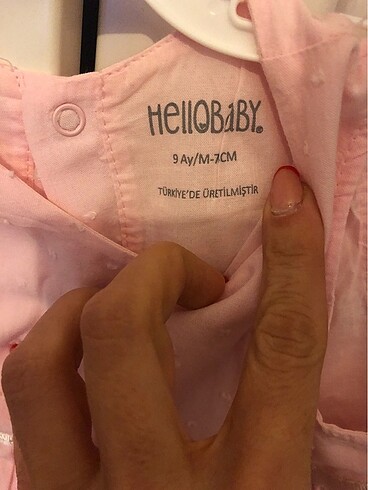 HellOBaBY®
9 Ay/M-7CM
TÜRKİYE'DE ÜRETİLMİŞTİR